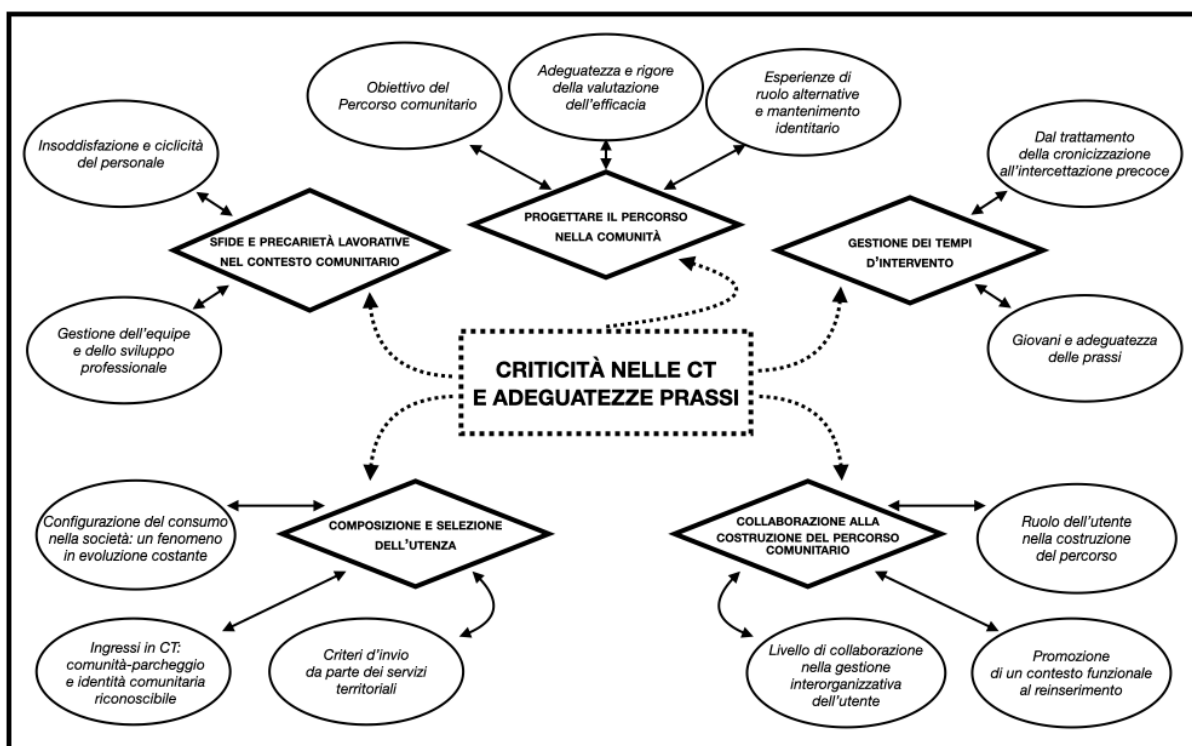 Obiettivo del
Percorso comunitario
Adeguatezza e rigore
della valutazione
dell'efficacia
Esperienze di
ruolo alternative
e mantenimento
identitario
Insoddisfazione e ciclicità
del personale
Dal trattamento
della cronicizzazione
all'intercettazione precoce
SFIDE E PRECARIETÀ LAVORATIVE
NEL CONTESTO COMUNITARIO
PROGETTARE IL PERCORSO
NELLA COMUNITÀ
GESTIONE DEI TEMPI
D'INTERVENTO
Gestione dell'equipe
e dello sviluppo
professionale
Giovani e adeguatezza
delle prassi
CRITICITÀ NELLE CT
E ADEGUATEZZE PRASSI
Configurazione del consumo
nella società: un fenomeno
in evoluzione costante
COMPOSIZIONE E SELEZIONE
DELL'UTENZA
COLLABORAZIONE ALLA
COSTRUZIONE DEL PERCORSO
COMUNITARIO
Ruolo dell'utente
nella costruzione
del percorso
Ingressi in CT:
comunità-parcheggio
e identità comunitaria
riconoscibile
Criteri d'invio
da parte dei servizi
territoriali
Livello di collaborazione
nella gestione
interorganizzativa
dell'utente
Promozione
di un contesto funzionale
al reinserimento